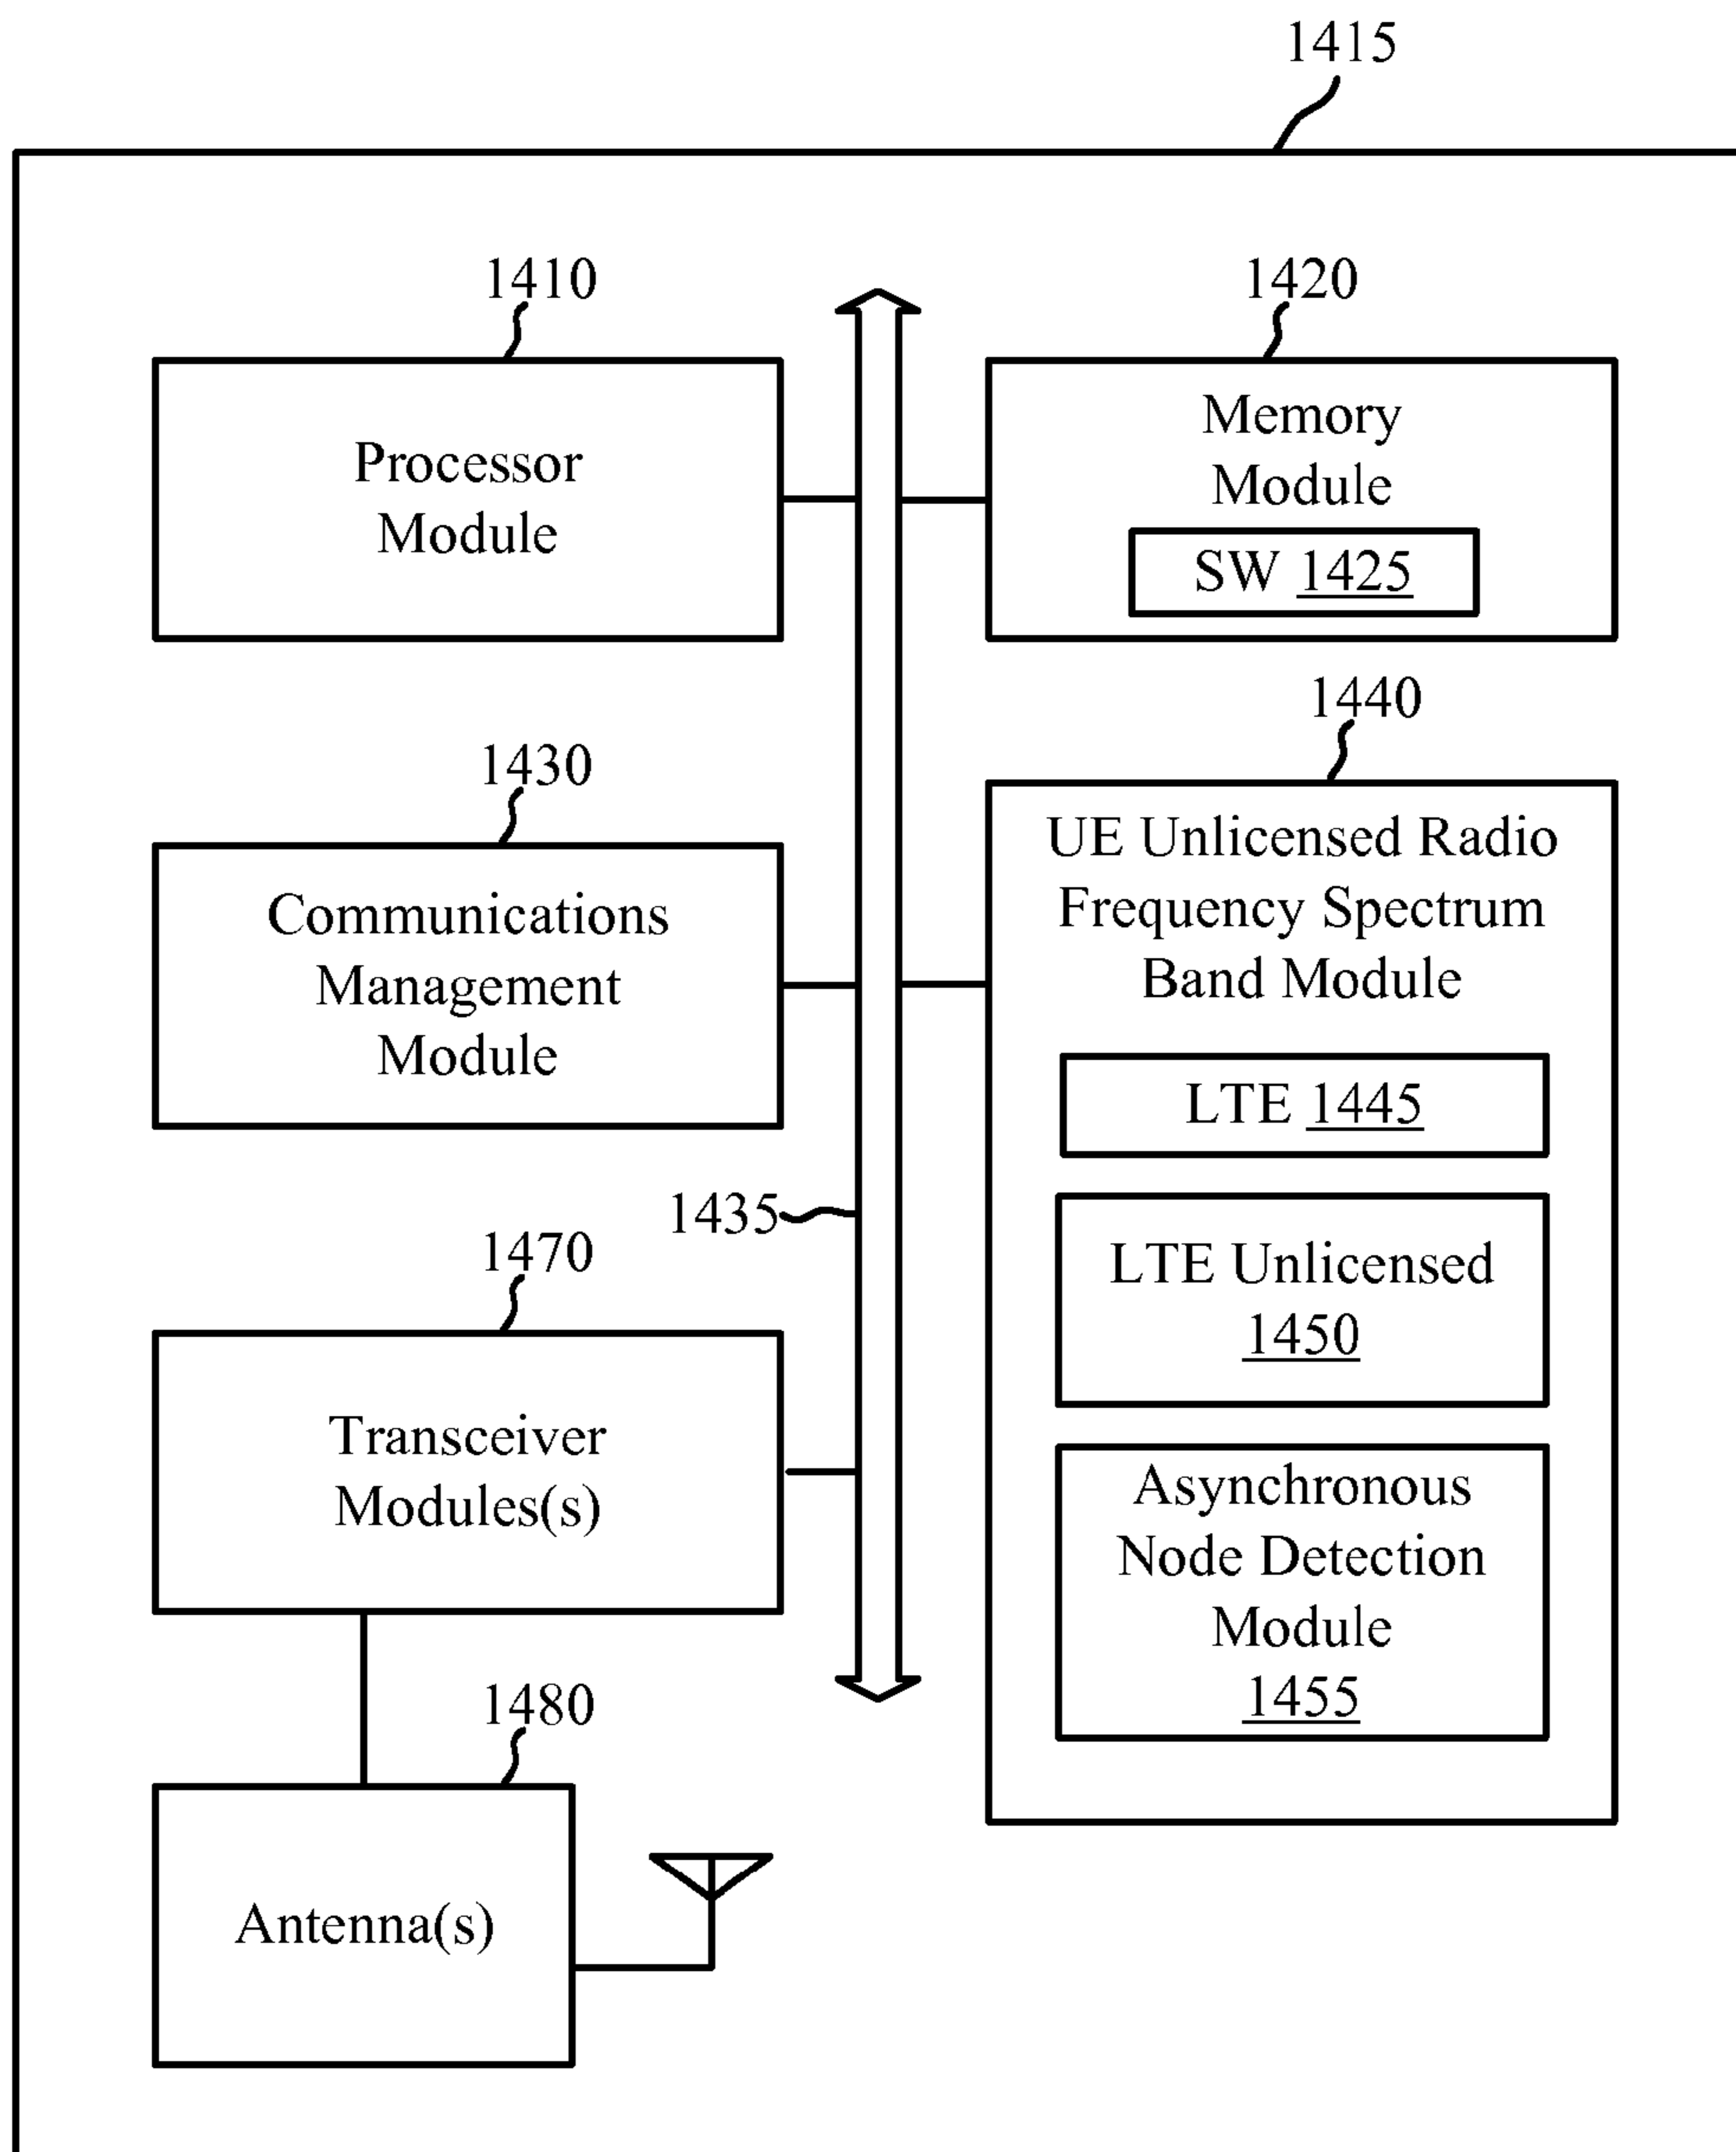 1415
1410
Processor
Module
1420
Memory
Module
SW 1425
1430
Communications
Management
Module
1440
UE Unlicensed Radio
Frequency Spectrum
Band Module
LTE 1445
LTE Unlicensed
1450
Asynchronous
Node Detection
Module
1455
1435
1470
Transceiver
Modules(s)
1480
Antenna(s)